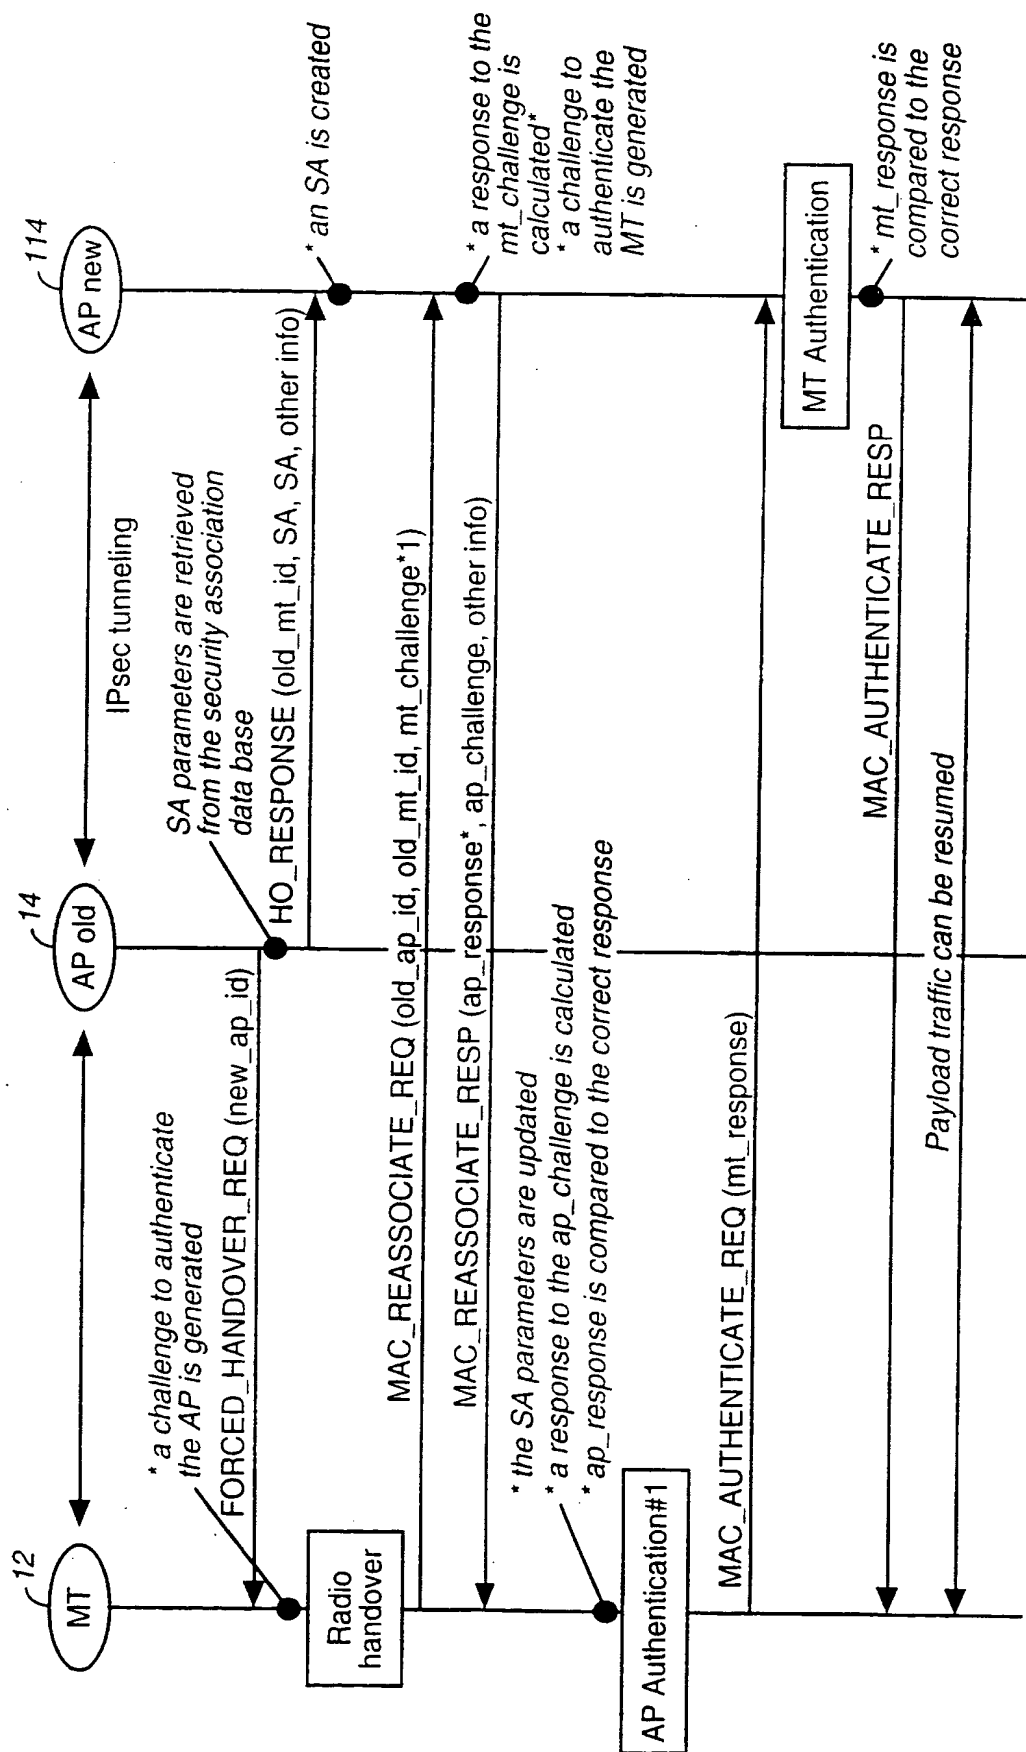 12
MT
14
AP old
114
AP new
IPsec tunneling
* a challenge to authenticate
the AP is generated
SA parameters are retrieved
from the security association
data base
FORCED_HANDOVER_REQ (new_ap_id)
HO_RESPONSE (old_mt_id, SA, SA, other info)
* an SA is created
Radio
handover
MAC_REASSOCIATE_REQ (old_ap_id, old_mt_id, mt_challenge*1)
* a response to the
mt_challenge is
calculated*
* a challenge to
authenticate the
MT is generated
MAC_REASSOCIATE_RESP (ap_response*, ap_challenge, other info)
* the SA parameters are updated
* a response to the ap_challenge is calculated
* ap_response is compared to the correct response
AP Authentication#1
MAC_AUTHENTICATE_REQ (mt_response)
MT Authentication
* mt_response is
compared to the
correct response
MAC_AUTHENTICATE_RESP
Payload traffic can be resumed